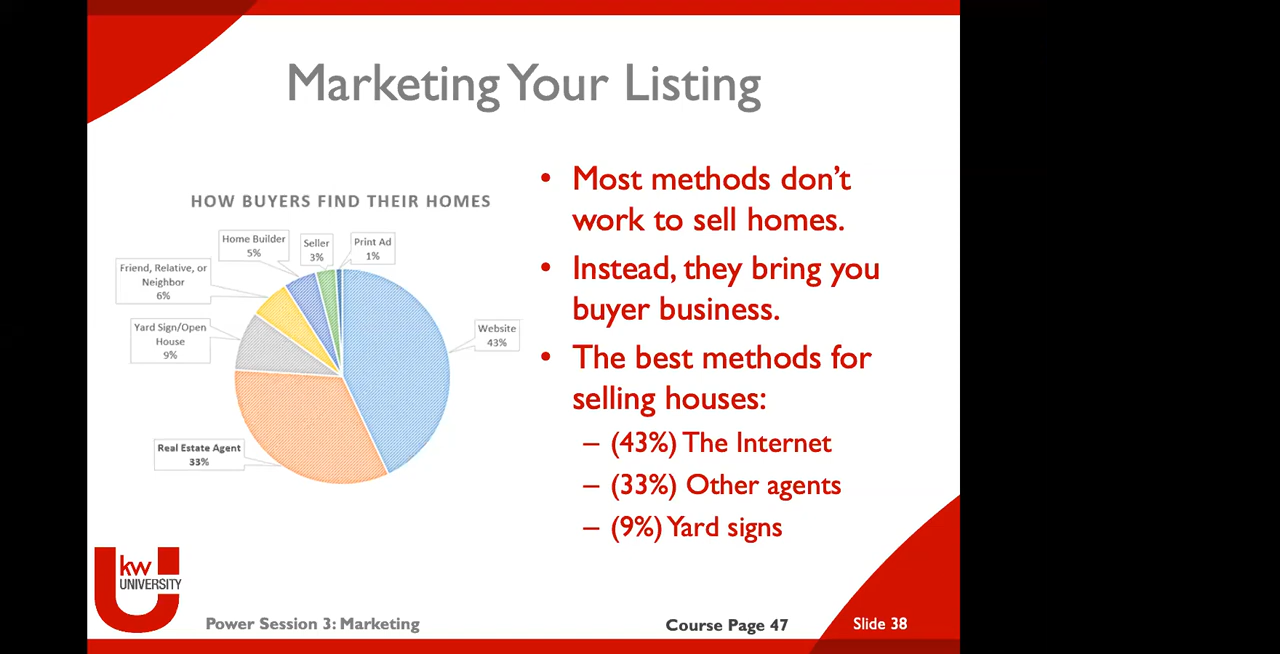 Marketing Your Listing
HOW BUYERS FIND THEIR HOMES
Home Builder
5%
Seller
3%
Print Ad
1%
Friend, Relative, or
Neighbor
6%
Yard Sign/Open
House
9%
Website
43%
Real Estate Agent
33%
• Most methods don't
work to sell homes.
• Instead, they bring you
buyer business.
• The best methods for
selling houses:
– (43%) The Internet
– (33%) Other agents
– (9%) Yard signs
kw
UNIVERSITY
Power Session 3: Marketing
Course Page 47
Slide 38